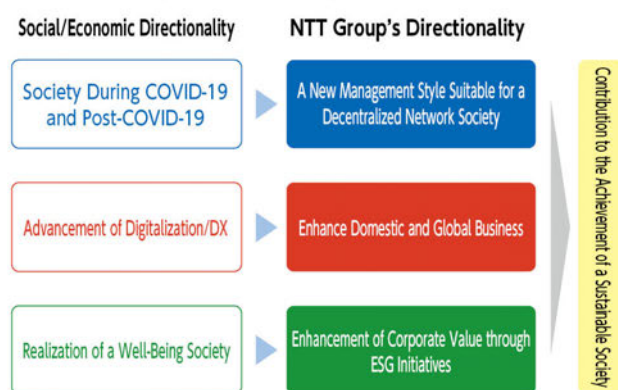 Social/Economic Directionality
NTT Group's Directionality
Society During COVID-19
and Post-COVID-19
A New Management Style Suitable for a
Decentralized Network Society
Advancement of Digitalization/DX
Enhance Domestic and Global Business
Realization of a Well-Being Society
Enhancement of Corporate Value through
ESG Initiatives
Contribution to the Achievement of a Sustainable Society